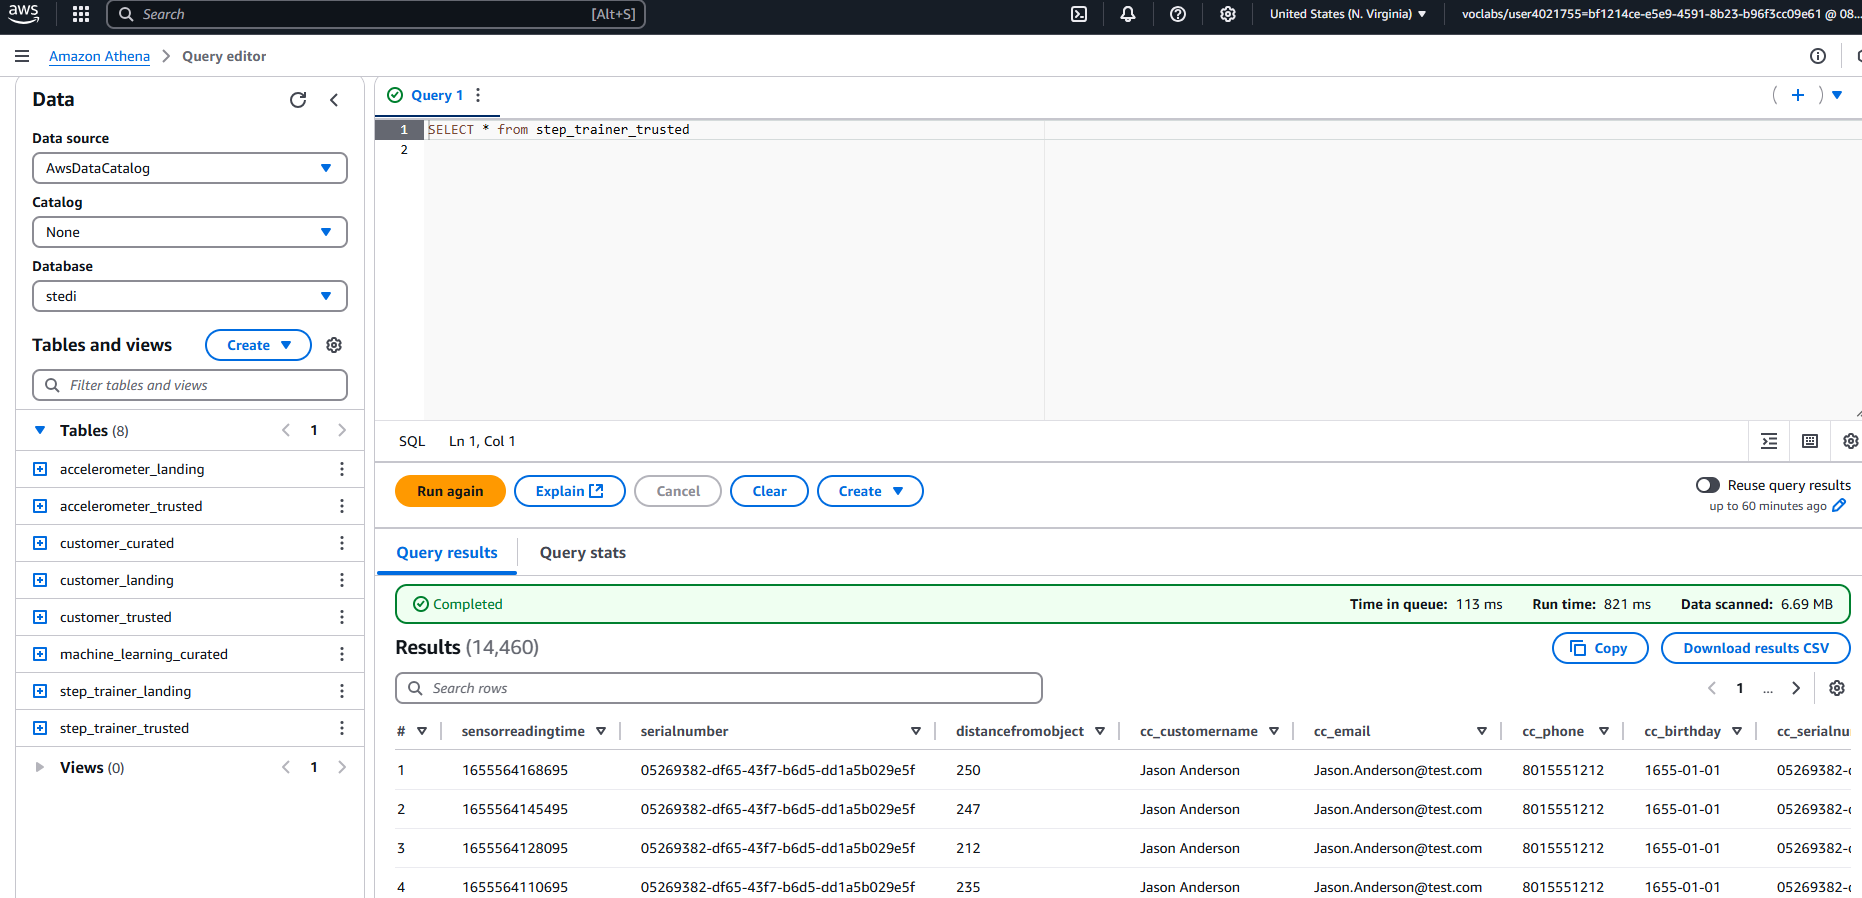 aws
Search [Alt+S]
United States (N. Virginia)
voclabs/user4021755=bf1214ce-e5e9-4591-8b23-b96f3cc09e61 @ 08...
Amazon Athena > Query editor
Data
Data source
AwsDataCatalog
Catalog
None
Database
stedi
Tables and views
Create
Filter tables and views
Tables (8) < 1 >
accelerometer_landing
accelerometer_trusted
customer_curated
customer_landing
customer_trusted
machine_learning_curated
step_trainer_landing
step_trainer_trusted
Views (0) < 1 >
Query 1
1 SELECT * from step_trainer_trusted
2
SQL Ln 1, Col 1
Run again
Explain
Cancel
Clear
Create
Reuse query results
up to 60 minutes ago
Query results
Query stats
Completed
Time in queue: 113 ms Run time: 821 ms Data scanned: 6.69 MB
Results (14,460)
Copy
Download results CSV
Search rows
< 1 ... >
# sensorreadingtime serialnumber distancefromobject cc_customername cc_email cc_phone cc_birthday cc_serialnu
1 1655564168695 05269382-df65-43f7-b6d5-dd1a5b029e5f 250 Jason Anderson Jason.Anderson@test.com 8015551212 1655-01-01 05269382-
2 1655564145495 05269382-df65-43f7-b6d5-dd1a5b029e5f 247 Jason Anderson Jason.Anderson@test.com 8015551212 1655-01-01 05269382-
3 1655564128095 05269382-df65-43f7-b6d5-dd1a5b029e5f 212 Jason Anderson Jason.Anderson@test.com 8015551212 1655-01-01 05269382-
4 1655564110695 05269382-df65-43f7-b6d5-dd1a5b029e5f 235 Jason Anderson Jason.Anderson@test.com 8015551212 1655-01-01 05269382-